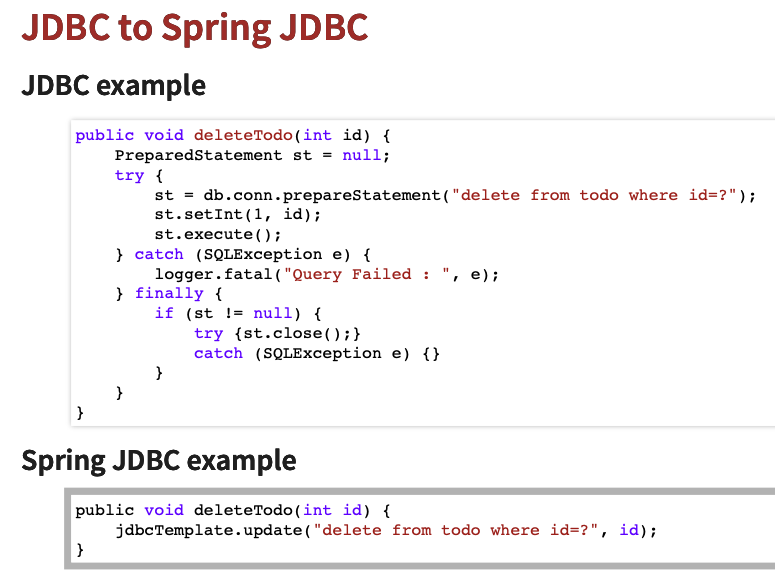 JDBC to Spring JDBC
JDBC example
public void deleteTodo(int id) {
    PreparedStatement st = null;
    try {
        st = db.conn.prepareStatement("delete from todo where id=?");
        st.setInt(1, id);
        st.execute();
    } catch (SQLException e) {
        logger.fatal("Query Failed : ", e);
    } finally {
        if (st != null) {
            try {st.close();}
            catch (SQLException e) {}
        }
    }
}
Spring JDBC example
public void deleteTodo(int id) {
    jdbcTemplate.update("delete from todo where id=?", id);
}